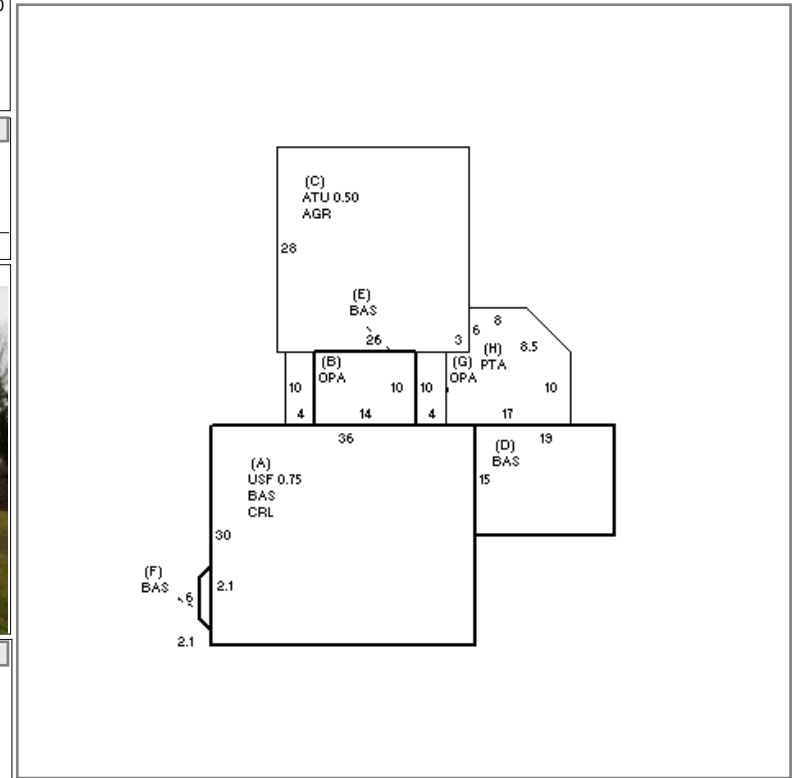 (C)
ATU 0.50
AGR
28
(E)
BAS
26
3
6
8
8.5
(H)
PTA
(B)
OPA
(G)
OPA
10
10
10
10
4
14
4
17
36
19
(D)
BAS
15
(A)
USF 0.75
BAS
CRL
30
(F)
BAS
6
2.1
2.1